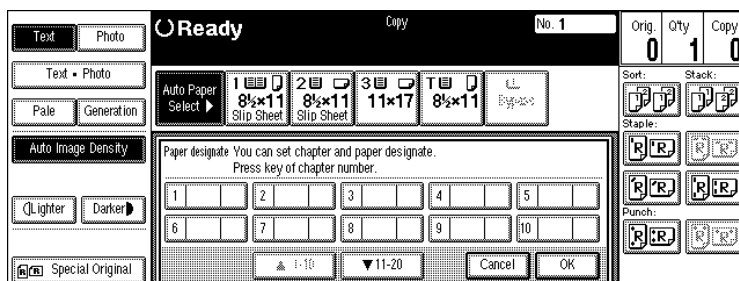 Text Photo
Text • Photo
Pale Generation
Auto Image Density
Lighter Darker
Special Original
Ready
Copy
No. 1
Auto Paper Select
1 8½×11 Slip Sheet
2 8½×11 Slip Sheet
3 11×17
T 8½×11
Bypass
Paper designate You can set chapter and paper designate.
Press key of chapter number.
1 2 3 4 5
6 7 8 9 10
1-10 11-20 Cancel OK
Orig. Q'ty Copy
0 1 0
Sort: Stack:
Staple:
Punch: